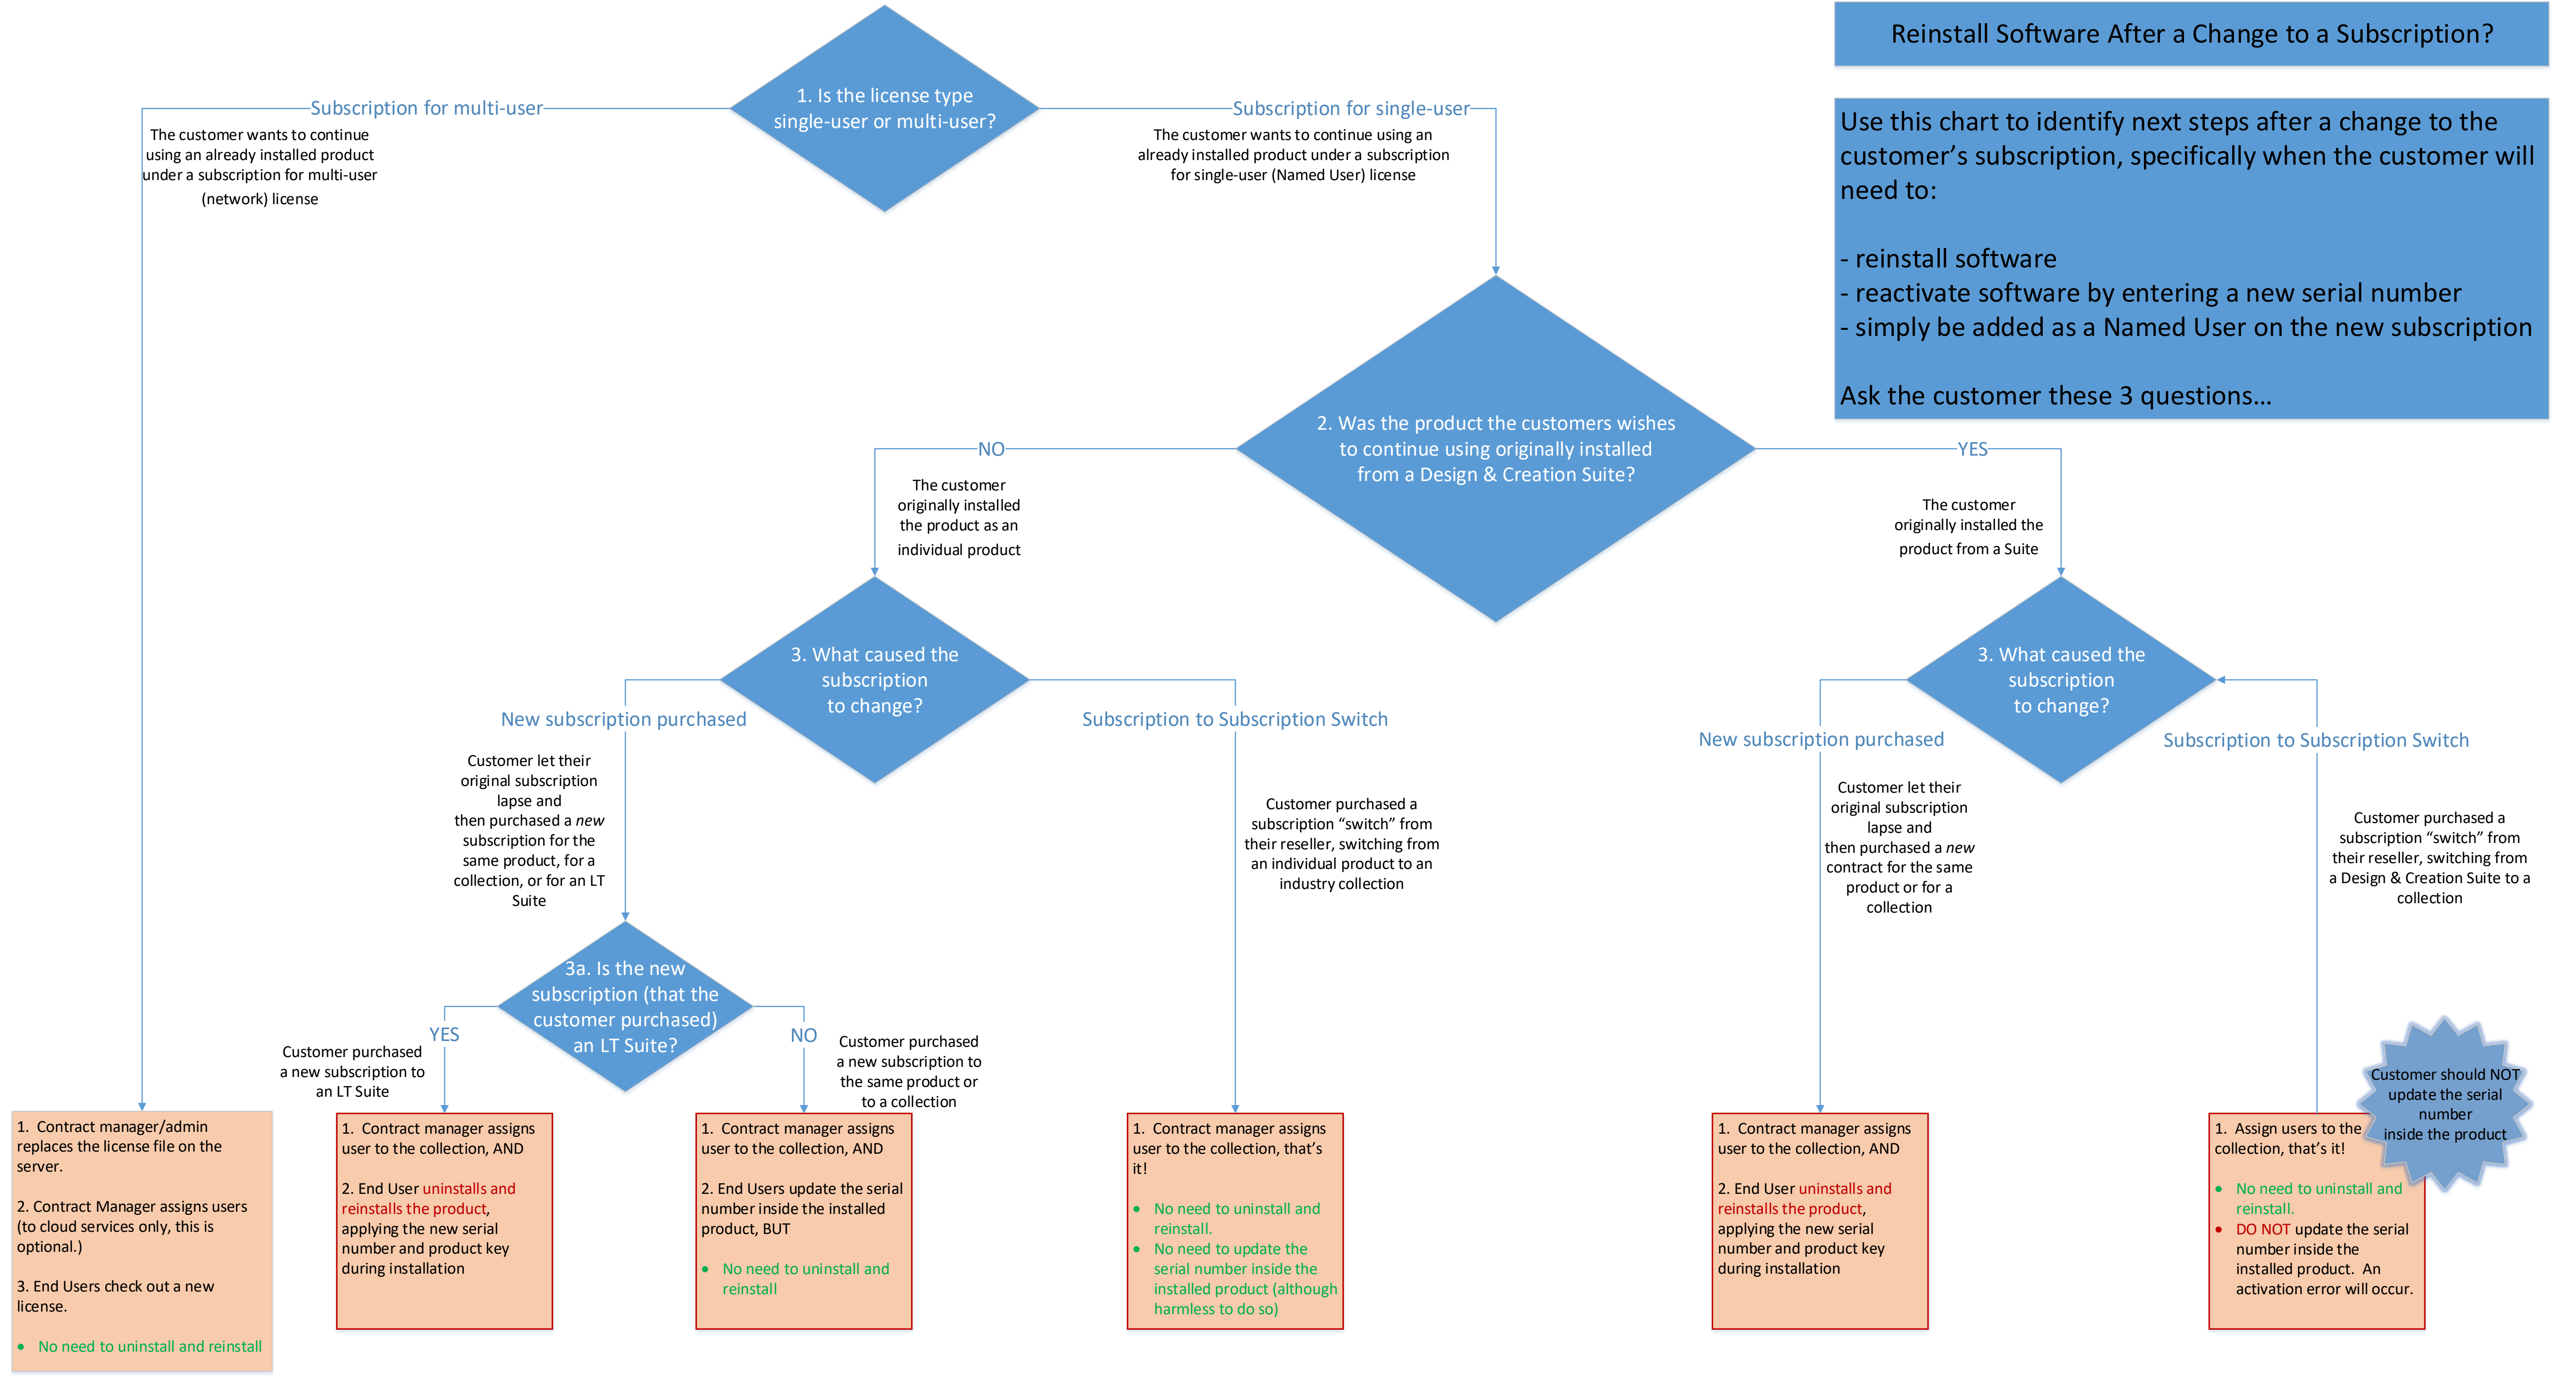 Reinstall Software After a Change to a Subscription?
Use this chart to identify next steps after a change to the
customer’s subscription, specifically when the customer will
need to:
- reinstall software
- reactivate software by entering a new serial number
- simply be added as a Named User on the new subscription
Ask the customer these 3 questions…
1. Is the license type
single-user or multi-user?
Subscription for multi-user
The customer wants to continue
using an already installed product
under a subscription for multi-user
(network) license
Subscription for single-user
The customer wants to continue using an
already installed product under a subscription
for single-user (Named User) license
2. Was the product the customers wishes
to continue using originally installed
from a Design & Creation Suite?
NO
The customer
originally installed
the product as an
individual product
YES
The customer
originally installed the
product from a Suite
3. What caused the
subscription
to change?
New subscription purchased
Customer let their
original subscription
lapse and
then purchased a new
subscription for the
same product, for a
collection, or for an LT
Suite
Subscription to Subscription Switch
Customer purchased a
subscription “switch” from
their reseller, switching from
an individual product to an
industry collection
3. What caused the
subscription
to change?
New subscription purchased
Customer let their
original subscription
lapse and
then purchased a new
contract for the same
product or for a
collection
Subscription to Subscription Switch
Customer purchased a
subscription “switch” from
their reseller, switching from
a Design & Creation Suite to a
collection
3a. Is the new
subscription (that the
customer purchased)
an LT Suite?
YES
Customer purchased
a new subscription to
an LT Suite
NO
Customer purchased
a new subscription to
the same product or
to a collection
1. Contract manager/admin
replaces the license file on the
server.
2. Contract Manager assigns users
(to cloud services only, this is
optional.)
3. End Users check out a new
license.
• No need to uninstall and reinstall
1. Contract manager assigns
user to the collection, AND
2. End User uninstalls and
reinstalls the product,
applying the new serial
number and product key
during installation
1. Contract manager assigns
user to the collection, AND
2. End Users update the serial
number inside the installed
product, BUT
• No need to uninstall and
reinstall
1. Contract manager assigns
user to the collection, that’s
it!
• No need to uninstall and
reinstall.
• No need to update the
serial number inside the
installed product (although
harmless to do so)
1. Contract manager assigns
user to the collection, AND
2. End User uninstalls and
reinstalls the product,
applying the new serial
number and product key
during installation
1. Assign users to the
collection, that’s it!
• No need to uninstall and
reinstall.
• DO NOT update the serial
number inside the
installed product. An
activation error will occur.
Customer should NOT
update the serial
number
inside the product